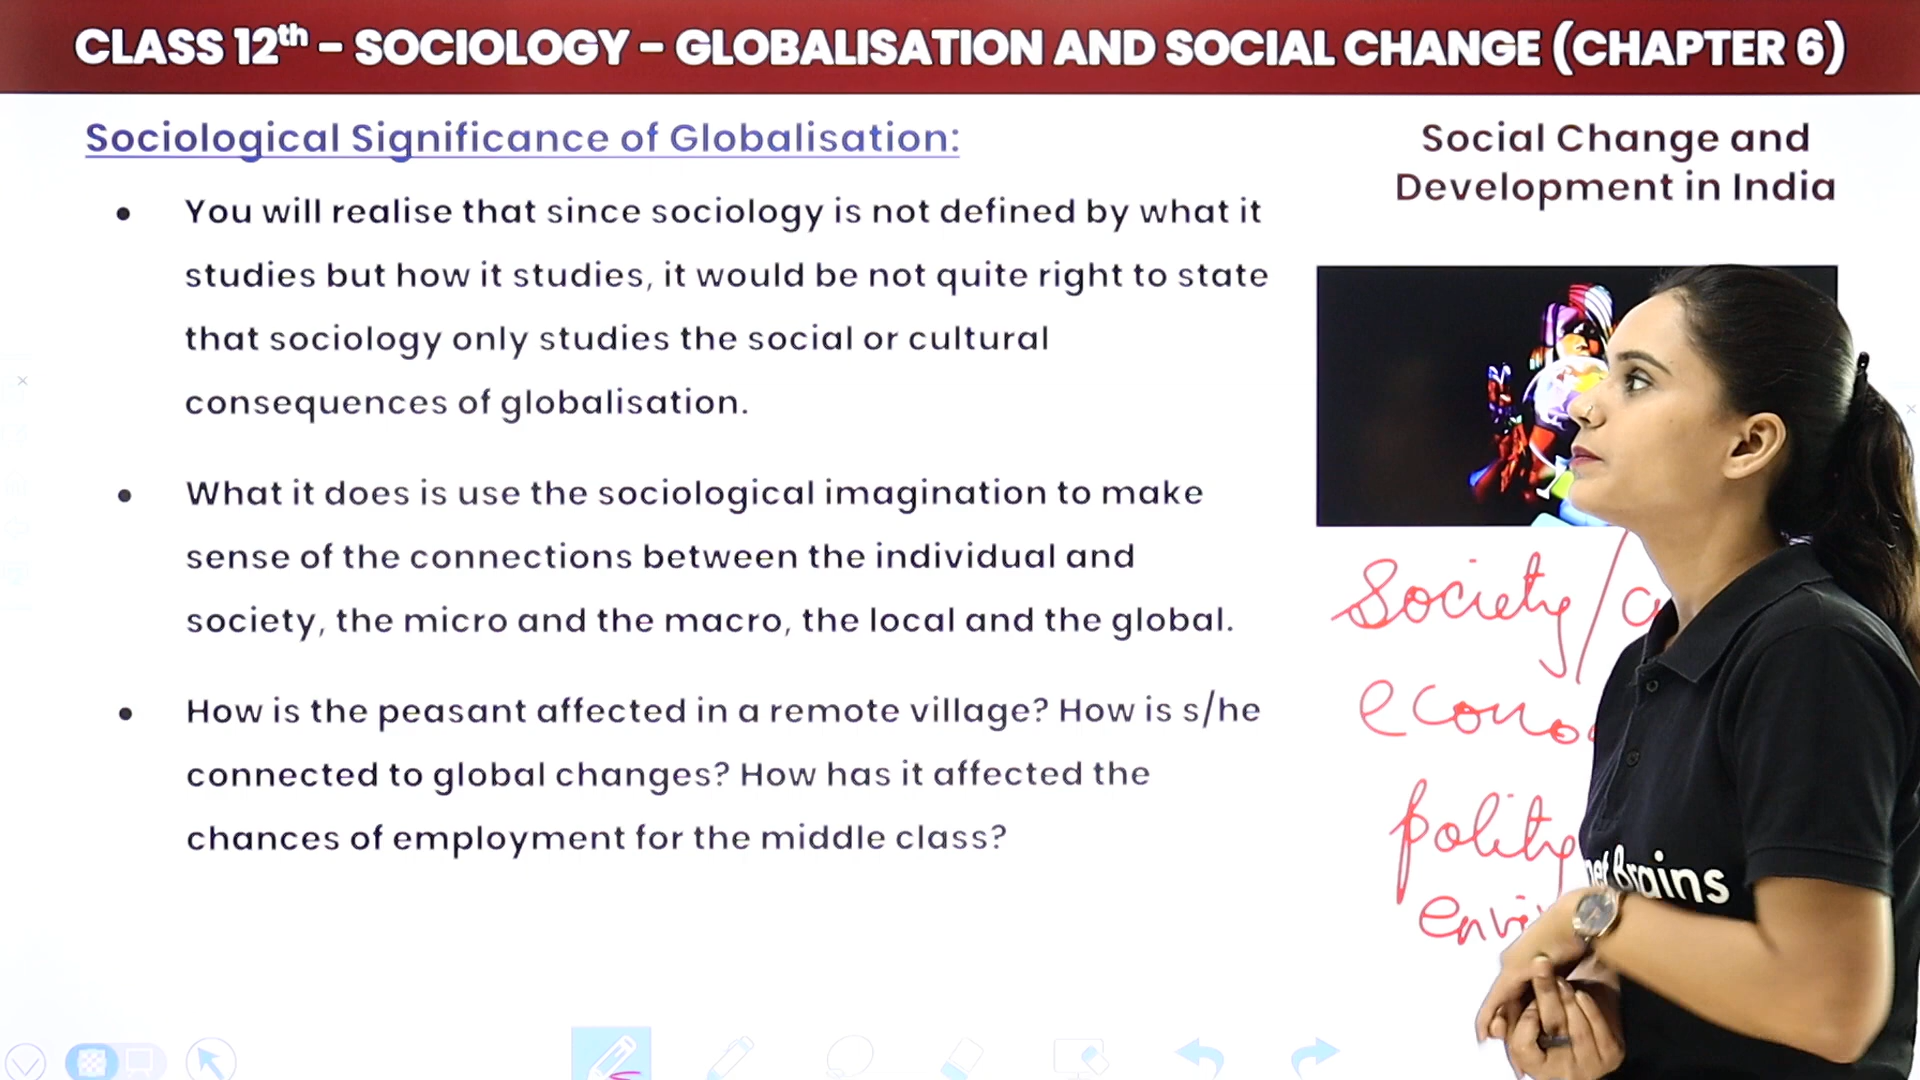 CLASS 12th – SOCIOLOGY – GLOBALISATION AND SOCIAL CHANGE (CHAPTER 6)
Sociological Significance of Globalisation:
• You will realise that since sociology is not defined by what it
studies but how it studies, it would be not quite right to state
that sociology only studies the social or cultural
consequences of globalisation.
• What it does is use the sociological imagination to make
sense of the connections between the individual and
society, the micro and the macro, the local and the global.
• How is the peasant affected in a remote village? How is s/he
connected to global changes? How has it affected the
chances of employment for the middle class?
Social Change and
Development in India
Society/
polity
Brains